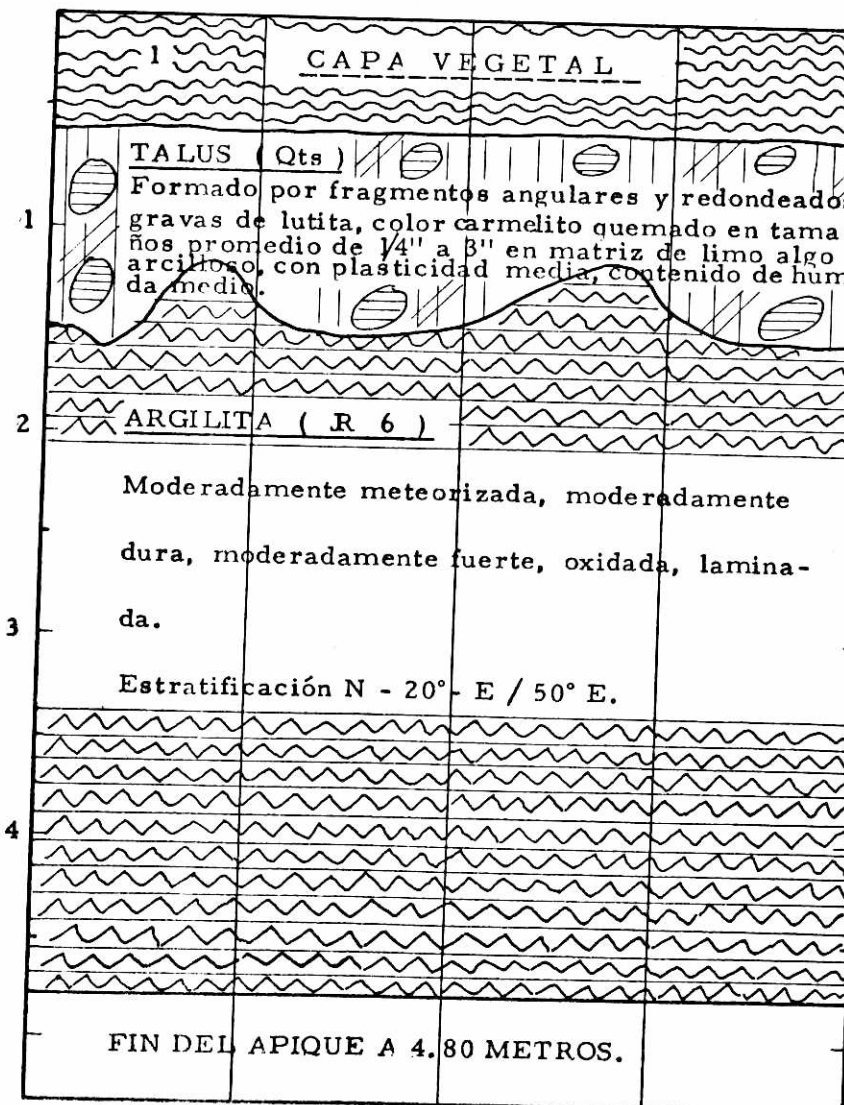 1
CAPA VEGETAL
TALUS ( Qts )
Formado por fragmentos angulares y redondeado
1
gravas de lutita, color carmelito quemado en tama
ños promedio de 1/4" a 3" en matriz de limo algo
arcilloso, con plasticidad media, contenido de hum
da medio.
2
ARGILITA ( R 6 )
Moderadamente meteorizada, moderadamente
dura, moderadamente fuerte, oxidada, lamina-
3
da.
Estratificación N - 20° - E / 50° E.
4
FIN DEL APIQUE A 4.80 METROS.